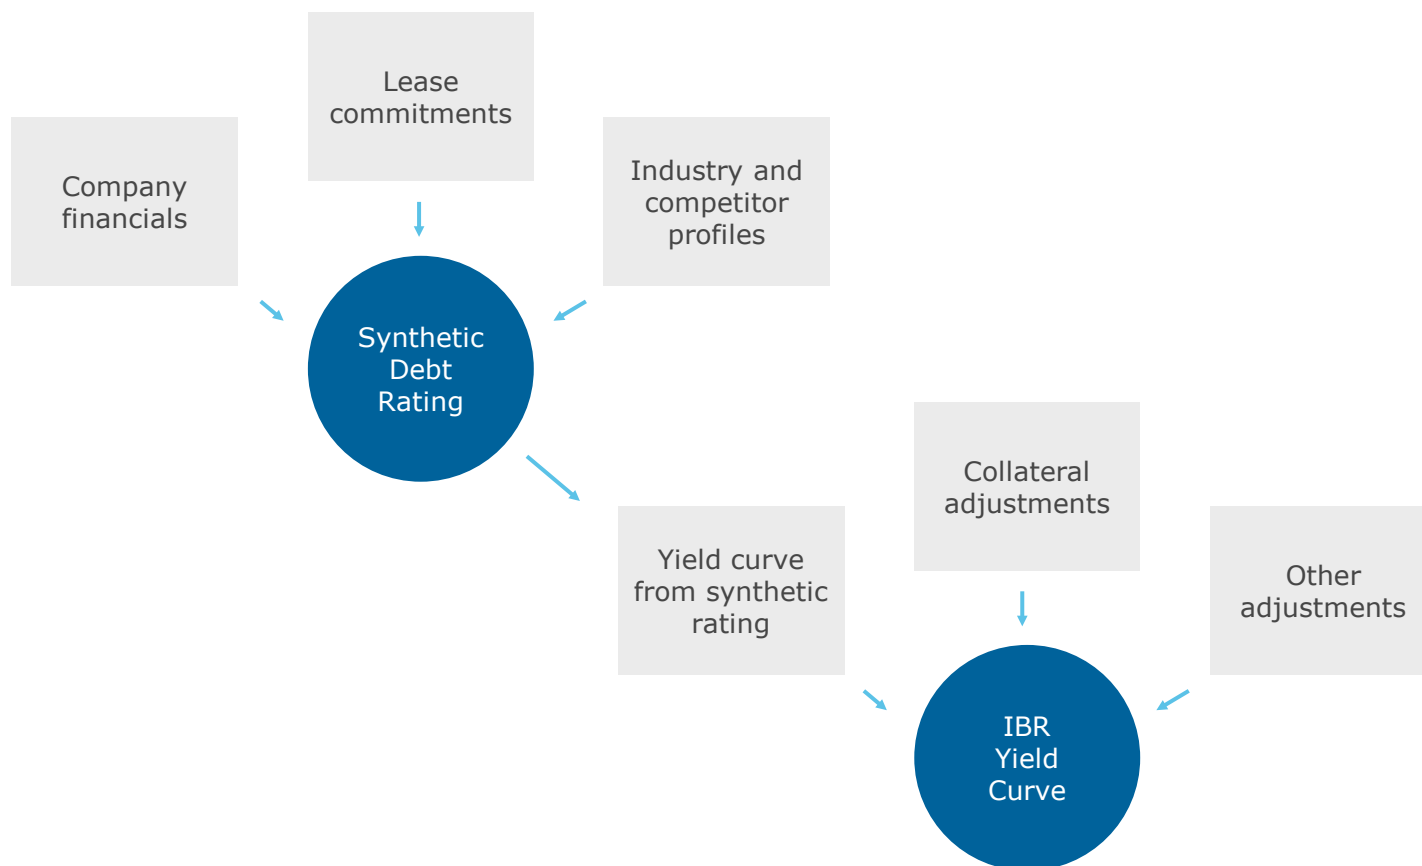 Lease
commitments
Company
financials
Industry and
competitor
profiles
Synthetic
Debt
Rating
Collateral
adjustments
Yield curve
from synthetic
rating
Other
adjustments
IBR
Yield
Curve